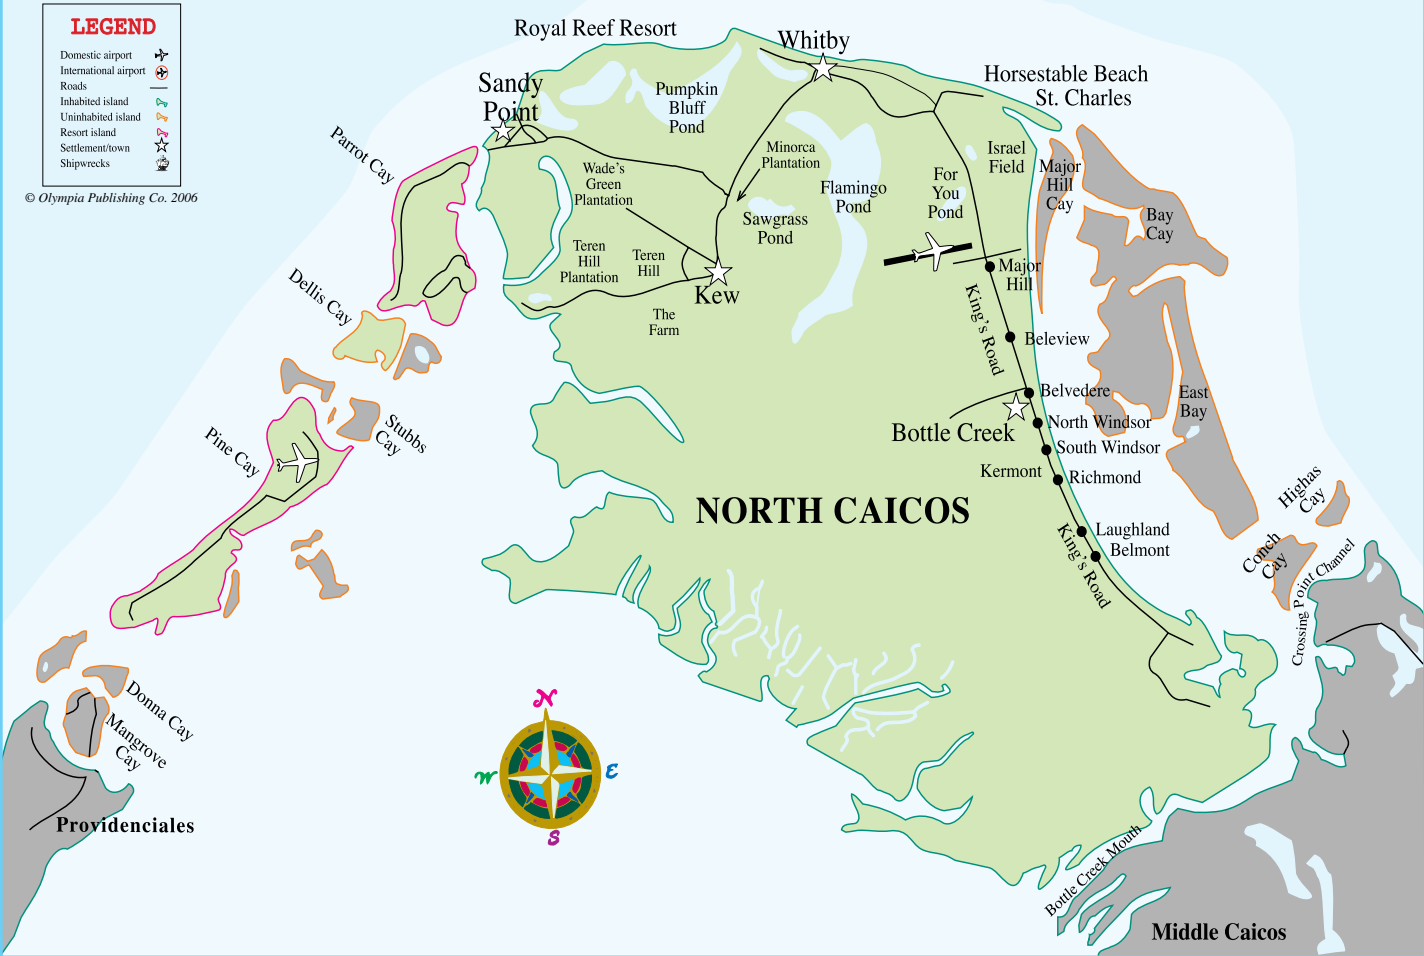 LEGEND
Domestic airport
International airport
Roads
Inhabited island
Uninhabited island
Resort island
Settlement/town
Shipwrecks
© Olympia Publishing Co. 2006
Royal Reef Resort
Whitby
Sandy
Point
Horsestable Beach
St. Charles
Pumpkin
Bluff
Pond
Parrot Cay
Wade's
Green
Plantation
Minorca
Plantation
Flamingo
Pond
For
You
Pond
Israel
Field
Major
Hill
Cay
Bay
Cay
Sawgrass
Pond
Teren
Hill
Plantation
Teren
Hill
Kew
The
Farm
Major
Hill
King's Road
Beleview
Dellis Cay
Belvedere
East
Bay
Bottle Creek
North Windsor
South Windsor
Kermont
Richmond
Stubbs
Cay
Pine Cay
NORTH CAICOS
Laughland
Belmont
King's Road
Highas
Cay
Conch
Cay
Crossing Point Channel
Donna Cay
Mangrove
Cay
Providenciales
N
W
E
S
Bottle Creek Mouth
Middle Caicos